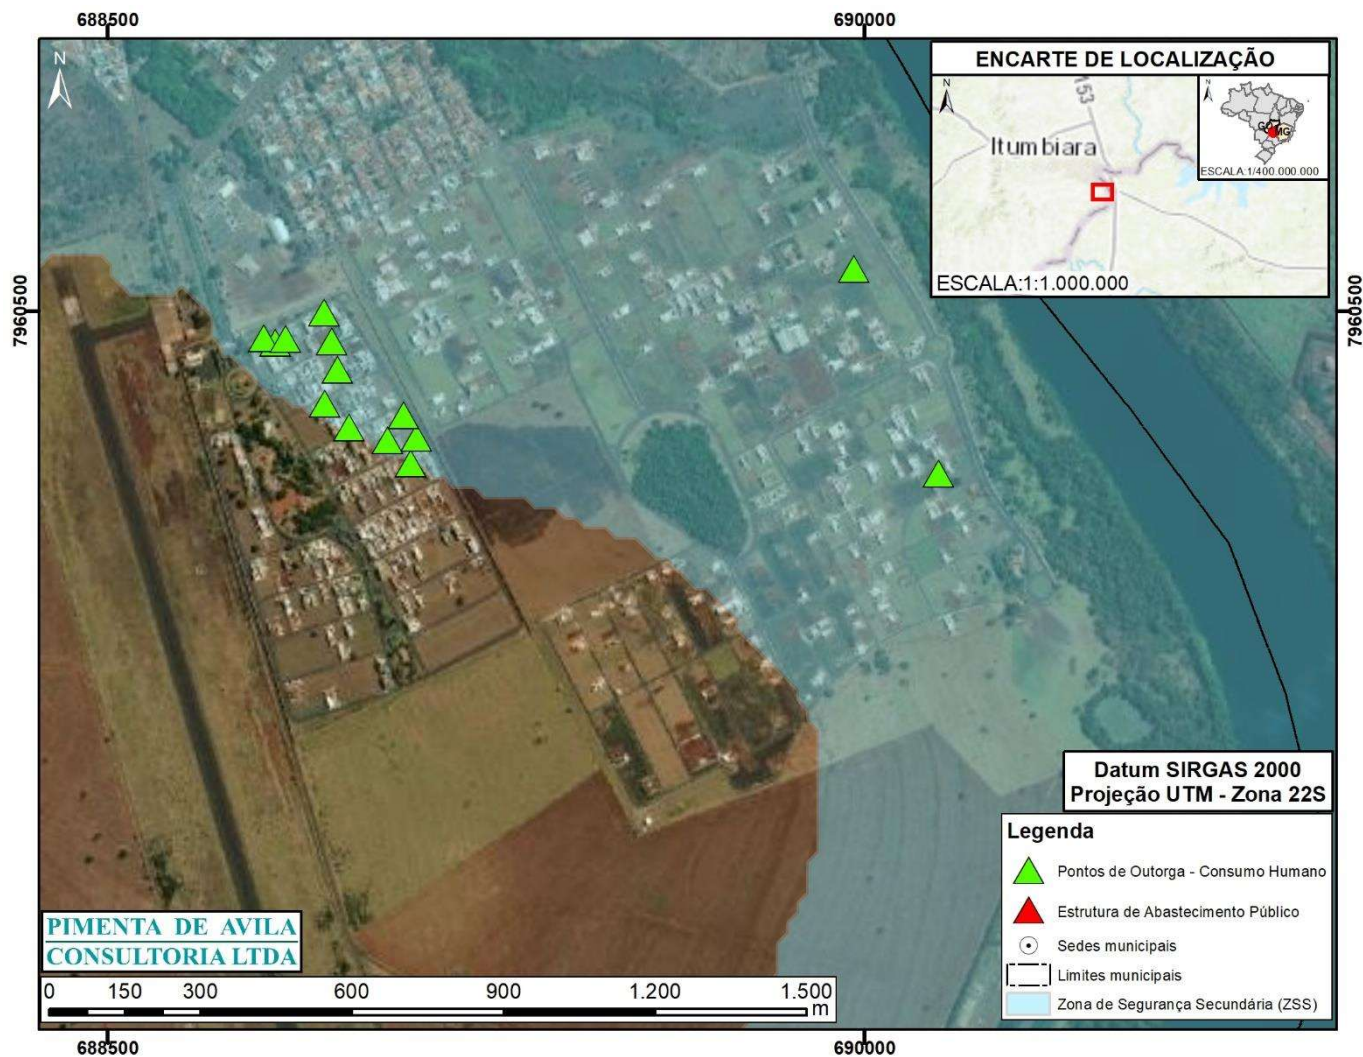 688500
690000
N
ENCARTE DE LOCALIZAÇÃO
N
153
Itumbiara
N
GO
MG
ESCALA:1/400.000.000
ESCALA:1:1.000.000
7960500
7960500
Datum SIRGAS 2000
Projeção UTM - Zona 22S
Legenda
Pontos de Outorga - Consumo Humano
Estrutura de Abastecimento Público
Sedes municipais
Limites municipais
Zona de Segurança Secundária (ZSS)
PIMENTA DE AVILA
CONSULTORIA LTDA
0 150 300 600 900 1.200 1.500
m
688500
690000